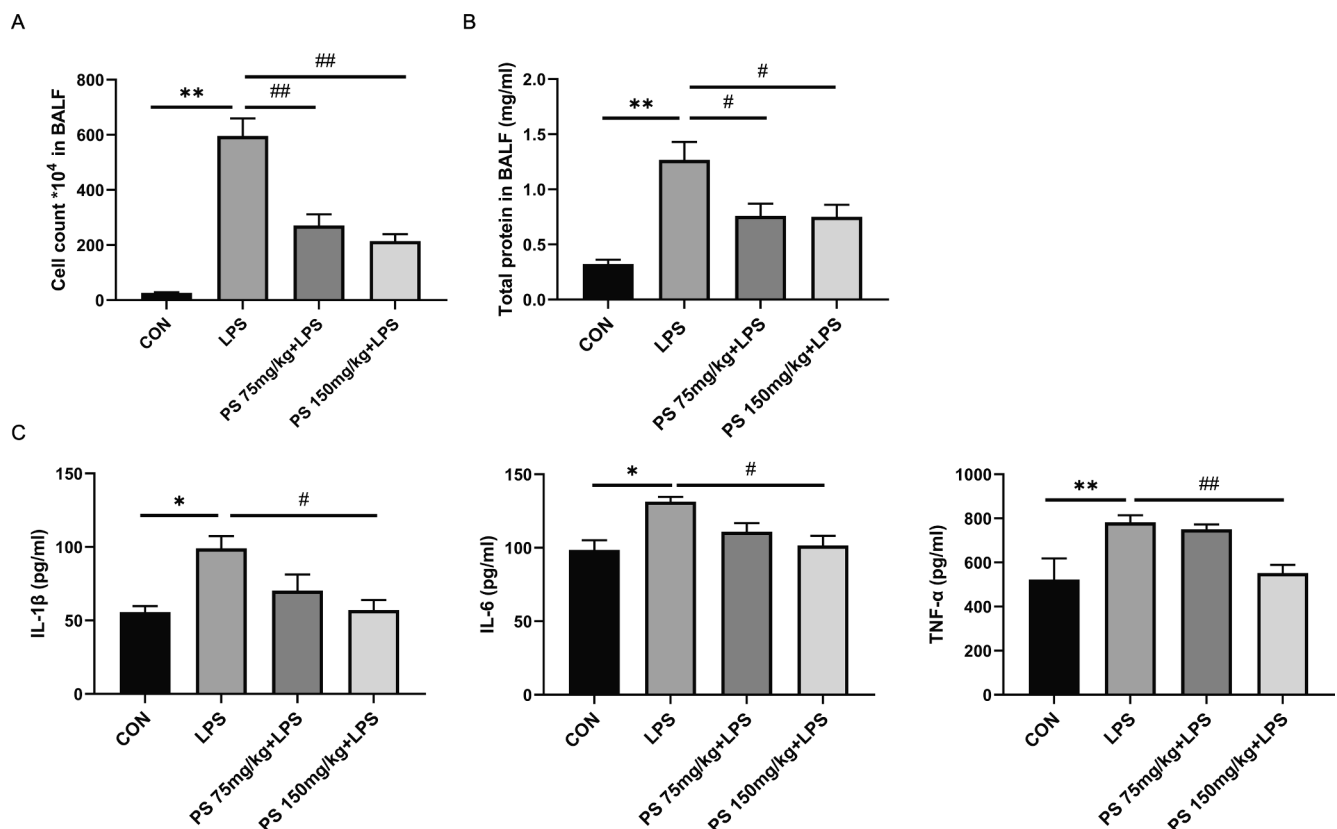 A
Cell count *10⁴ in BALF
800
600
400
200
0
**
##
##
CON
LPS
PS 75mg/kg+LPS
PS 150mg/kg+LPS
B
Total protein in BALF (mg/ml)
2.0
1.5
1.0
0.5
0.0
**
#
#
CON
LPS
PS 75mg/kg+LPS
PS 150mg/kg+LPS
C
IL-1β (pg/ml)
150
100
50
0
*
#
CON
LPS
PS 75mg/kg+LPS
PS 150mg/kg+LPS
IL-6 (pg/ml)
150
100
50
0
*
#
CON
LPS
PS 75mg/kg+LPS
PS 150mg/kg+LPS
TNF-α (pg/ml)
1000
800
600
400
200
0
**
##
CON
LPS
PS 75mg/kg+LPS
PS 150mg/kg+LPS